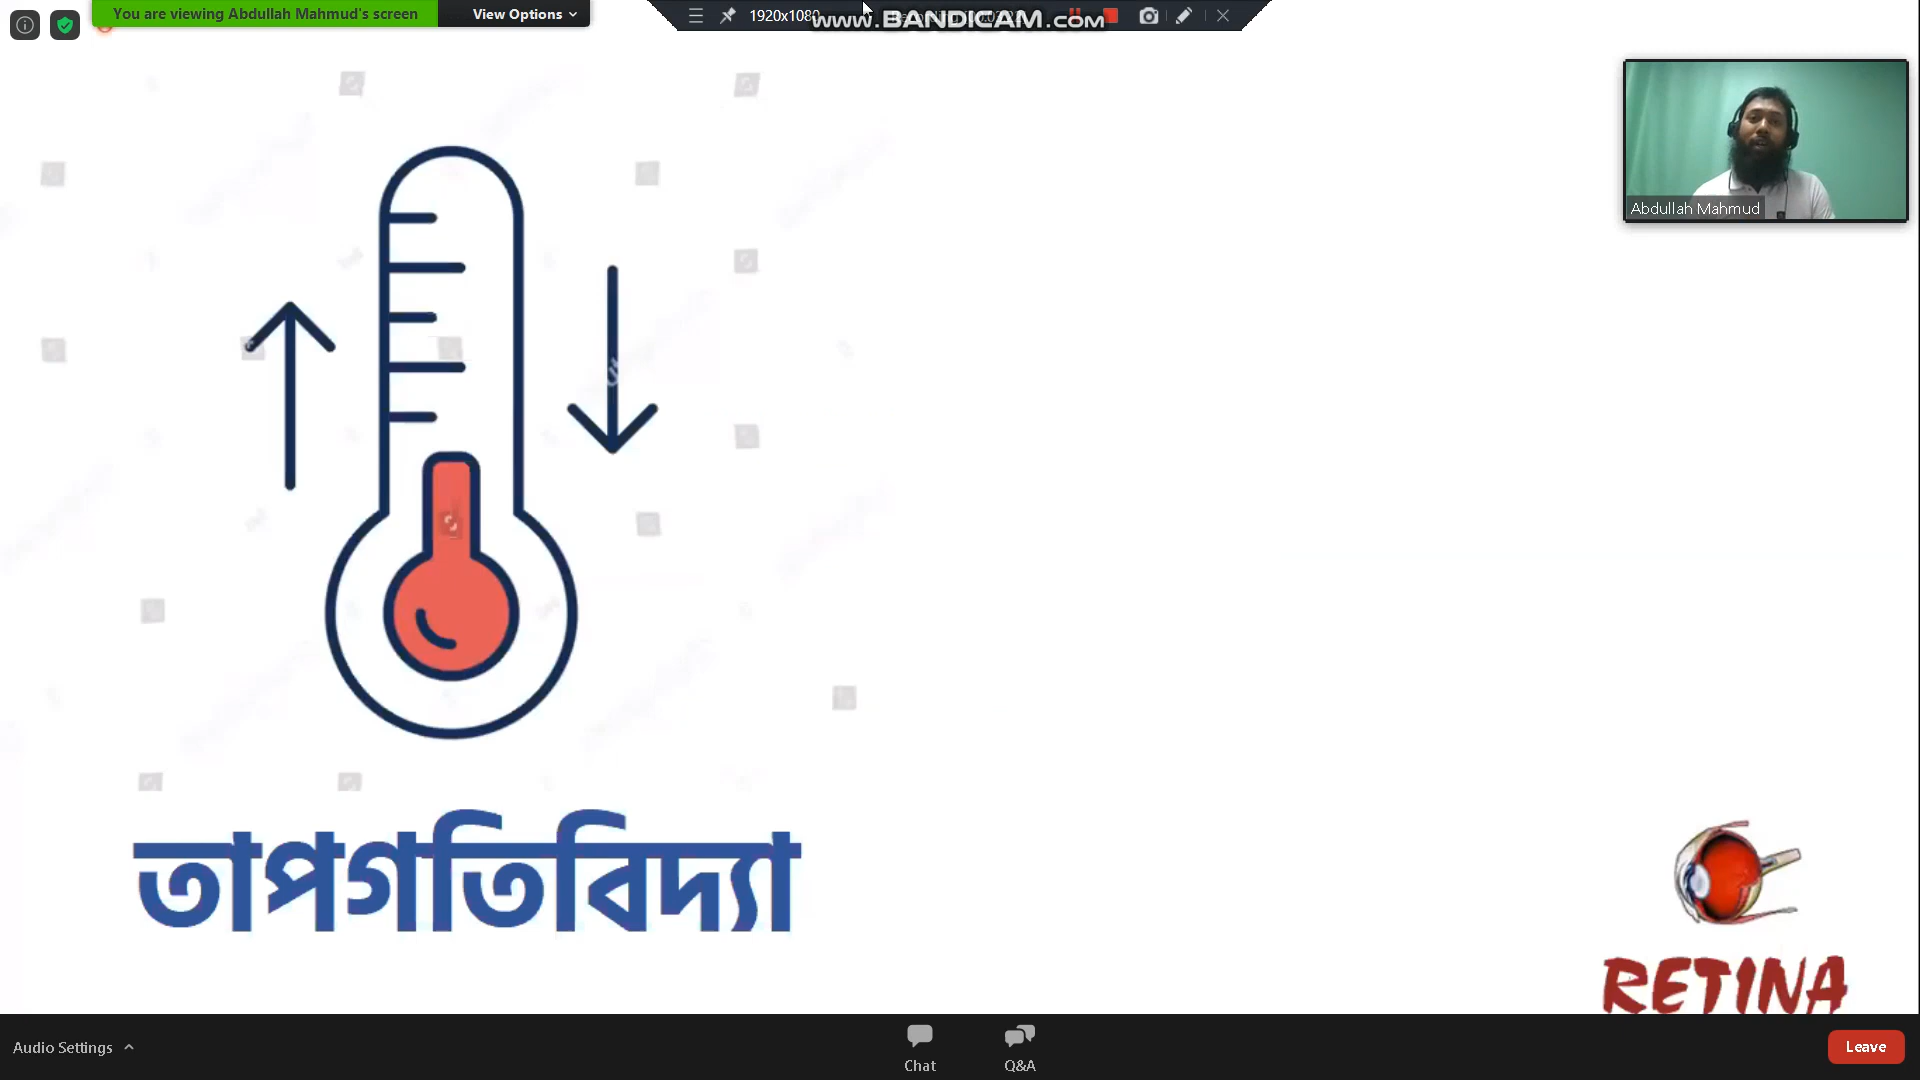 You are viewing Abdullah Mahmud's screen
View Options
1920x1080
www.BANDICAM.com
Abdullah Mahmud
তাপগতিবিদ্যা
RETINA
Audio Settings
Chat
Q&A
Leave